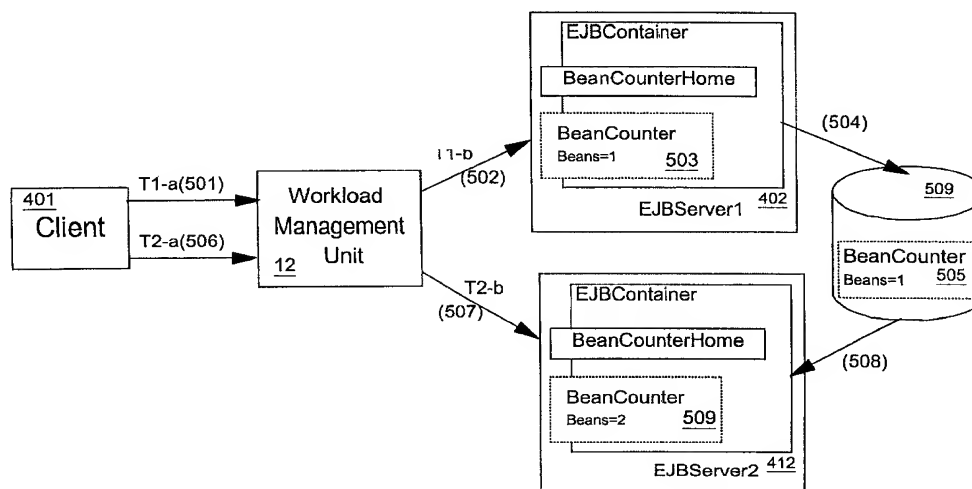 401
Client
T1-a(501)
T2-a(506)
Workload
Management
Unit
12
T1-b
(502)
T2-b
(507)
EJBContainer
BeanCounterHome
BeanCounter
Beans=1 503
EJBServer1 402
(504)
509
BeanCounter
Beans=1 505
(508)
EJBContainer
BeanCounterHome
BeanCounter
Beans=2 509
EJBServer2 412